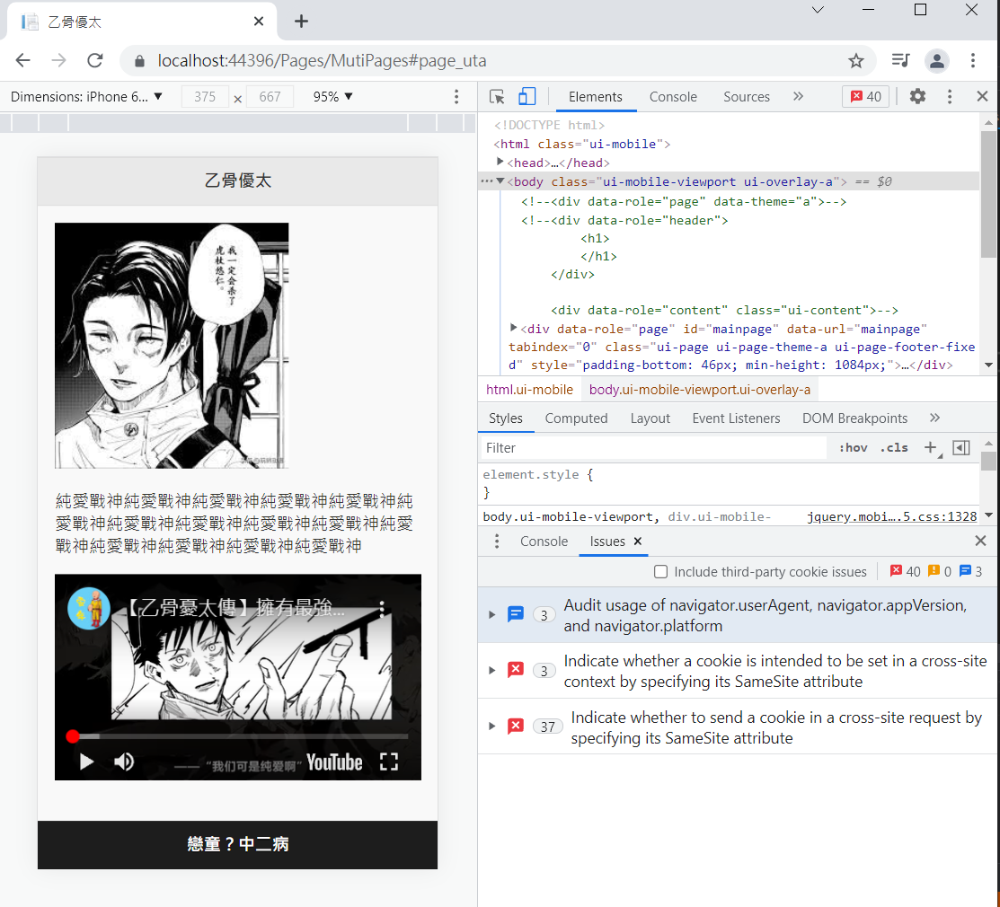 乙骨優太
localhost:44396/Pages/MutiPages#page_uta
Dimensions: iPhone 6... ▼ 375 × 667 95% ▼
Elements Console Sources » 40
乙骨優太
我一定会杀了
虎杖悠仁。
純愛戰神純愛戰神純愛戰神純愛戰神純愛戰神純
愛戰神純愛戰神純愛戰神純愛戰神純愛戰神純愛
戰神純愛戰神純愛戰神純愛戰神純愛戰神
【乙骨憂太傳】擁有最強...
—— “我们可是纯爱啊”
YouTube
戀童？中二病
<!DOCTYPE html>
<html class="ui-mobile">
<head>…</head>
<body class="ui-mobile-viewport ui-overlay-a"> == $0
<!--<div data-role="page" data-theme="a">-->
<!--<div data-role="header">
<h1>
</h1>
</div>
<div data-role="content" class="ui-content">-->
<div data-role="page" id="mainpage" data-url="mainpage"
tabindex="0" class="ui-page ui-page-theme-a ui-page-footer-fixe
d" style="padding-bottom: 46px; min-height: 1084px;">…</div>
html.ui-mobile body.ui-mobile-viewport.ui-overlay-a
Styles Computed Layout Event Listeners DOM Breakpoints »
Filter :hov .cls +
element.style {
}
body.ui-mobile-viewport, div.ui-mobile- jquery.mobi….5.css:1328
Console Issues ×
Include third-party cookie issues 40 0 3
3 Audit usage of navigator.userAgent, navigator.appVersion,
and navigator.platform
3 Indicate whether a cookie is intended to be set in a cross-site
context by specifying its SameSite attribute
37 Indicate whether to send a cookie in a cross-site request by
specifying its SameSite attribute